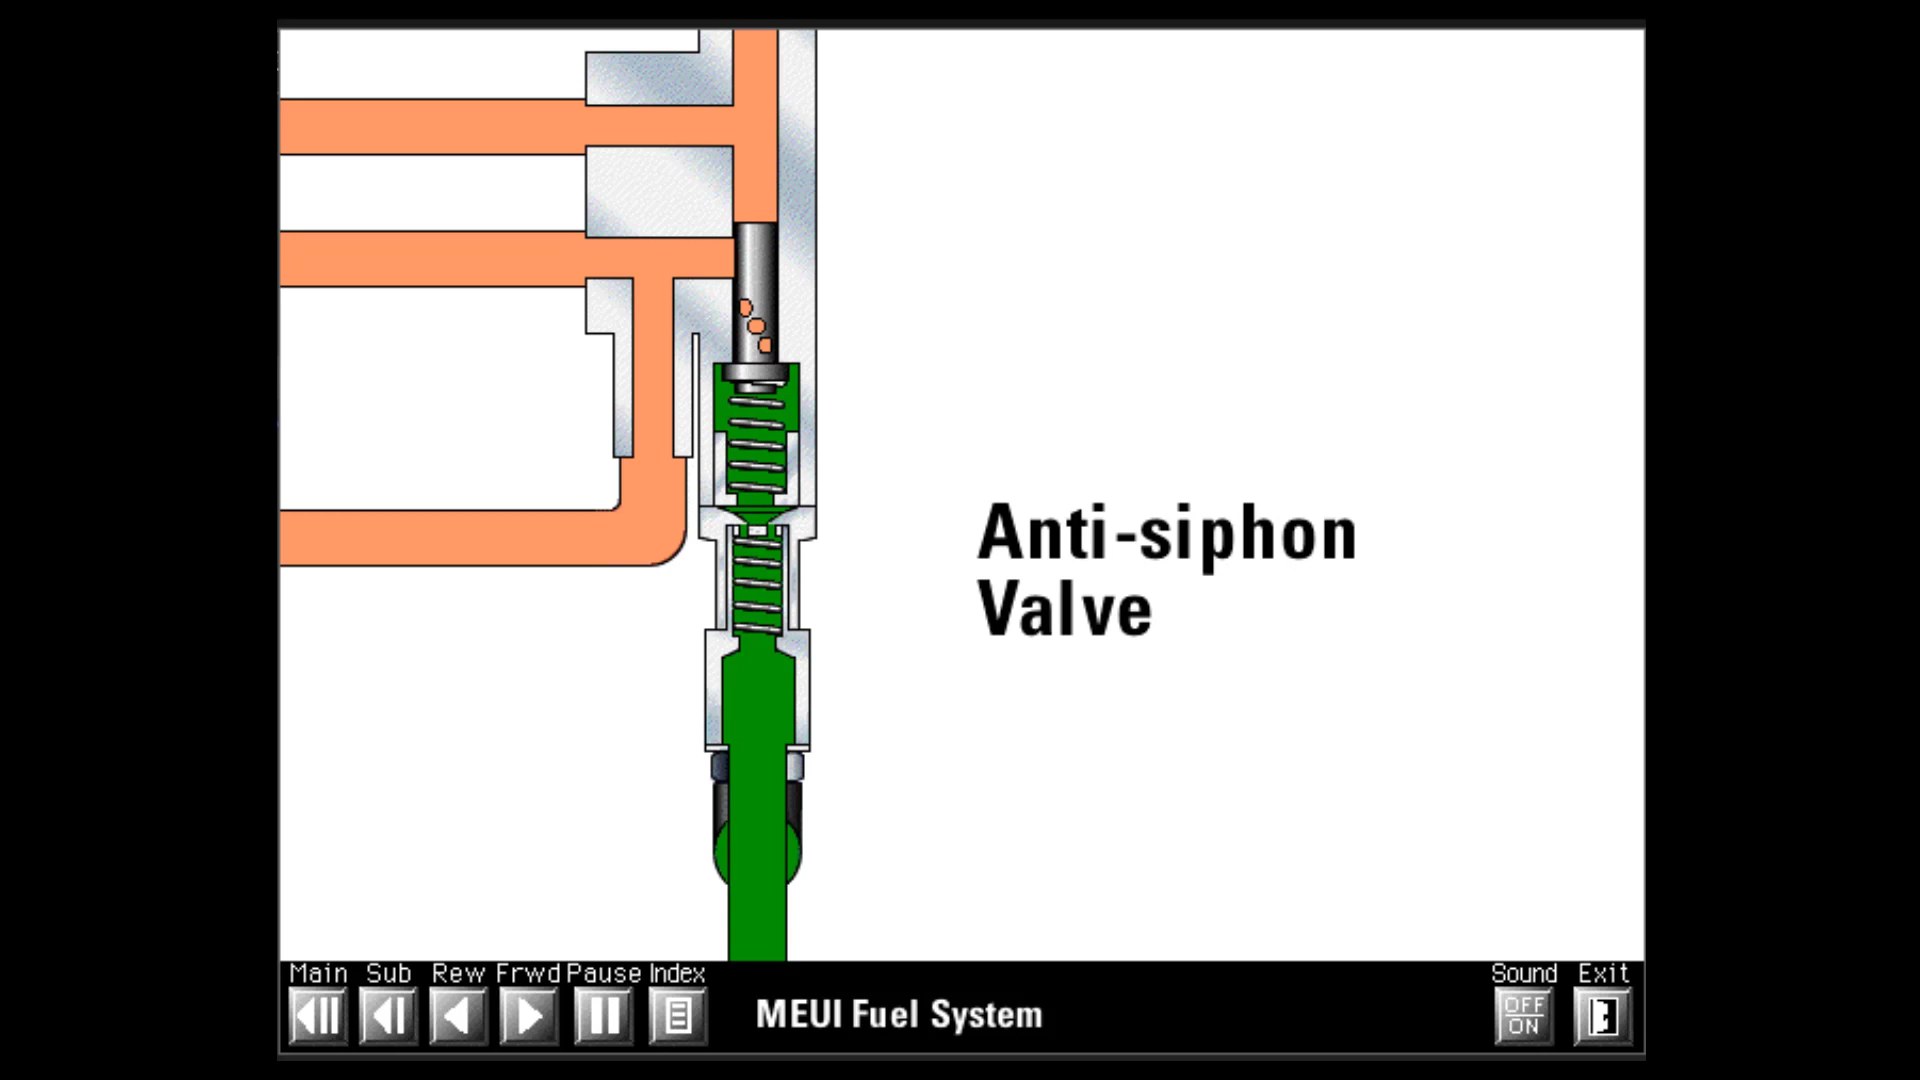 Anti-siphon
Valve
Main Sub Rew Frwd Pause Index
MEUI Fuel System
Sound Exit
OFF
ON